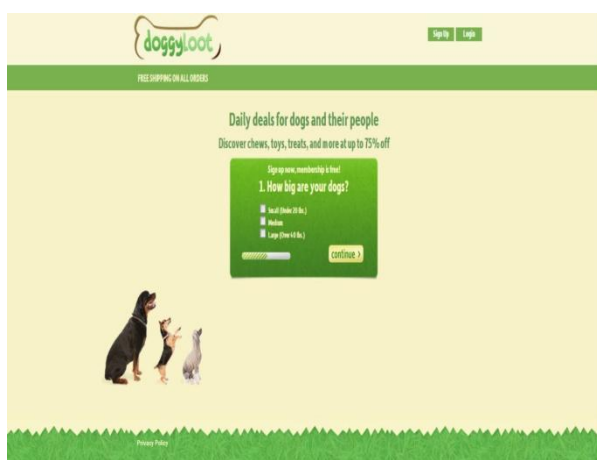 doggyloot
Sign Up
Login
FREE SHIPPING ON ALL ORDERS
Daily deals for dogs and their people
Discover chews, toys, treats, and more at up to 75% off
Sign up now, membership is free!
1. How big are your dogs?
Small (Under 20 lbs.)
Medium
Large (Over 40 lbs.)
continue >
Privacy Policy